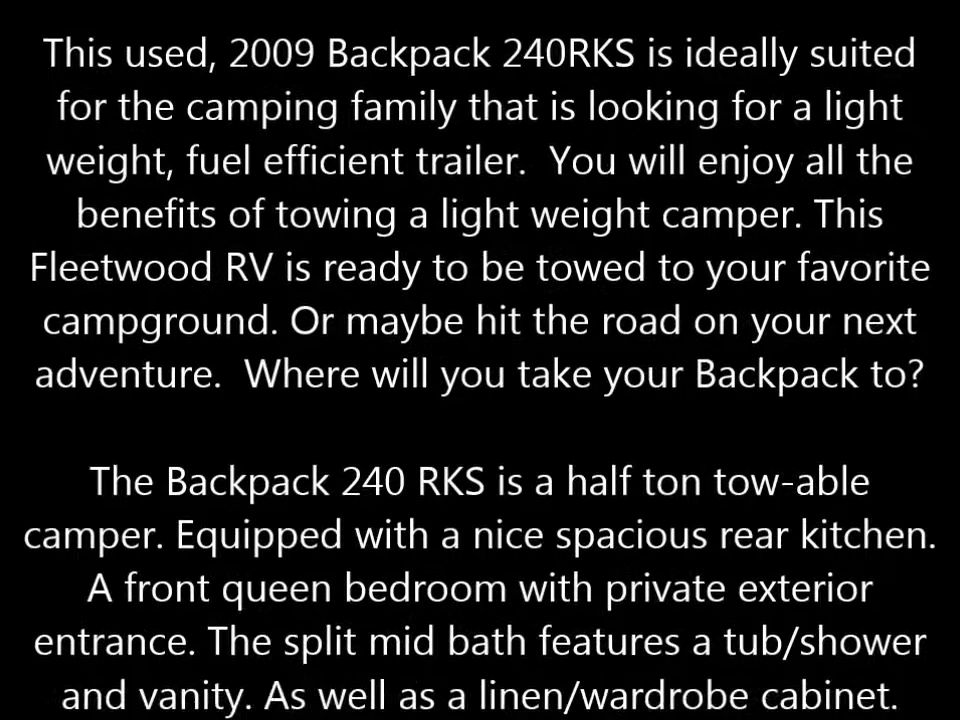 This used, 2009 Backpack 240RKS is ideally suited
for the camping family that is looking for a light
weight, fuel efficient trailer.  You will enjoy all the
benefits of towing a light weight camper. This
Fleetwood RV is ready to be towed to your favorite
campground. Or maybe hit the road on your next
adventure.  Where will you take your Backpack to?

The Backpack 240 RKS is a half ton tow-able
camper. Equipped with a nice spacious rear kitchen.
A front queen bedroom with private exterior
entrance. The split mid bath features a tub/shower
and vanity. As well as a linen/wardrobe cabinet.